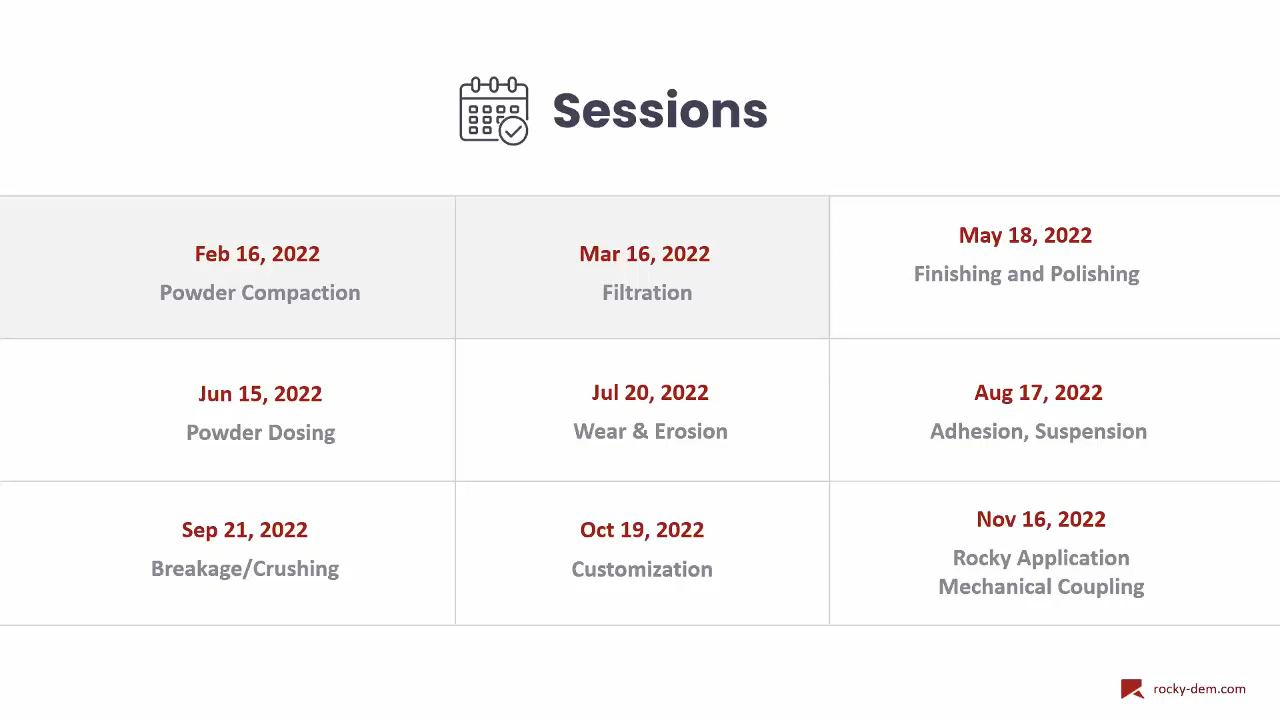 Sessions
Feb 16, 2022
Powder Compaction
Mar 16, 2022
Filtration
May 18, 2022
Finishing and Polishing
Jun 15, 2022
Powder Dosing
Jul 20, 2022
Wear & Erosion
Aug 17, 2022
Adhesion, Suspension
Sep 21, 2022
Breakage/Crushing
Oct 19, 2022
Customization
Nov 16, 2022
Rocky Application
Mechanical Coupling
rocky-dem.com